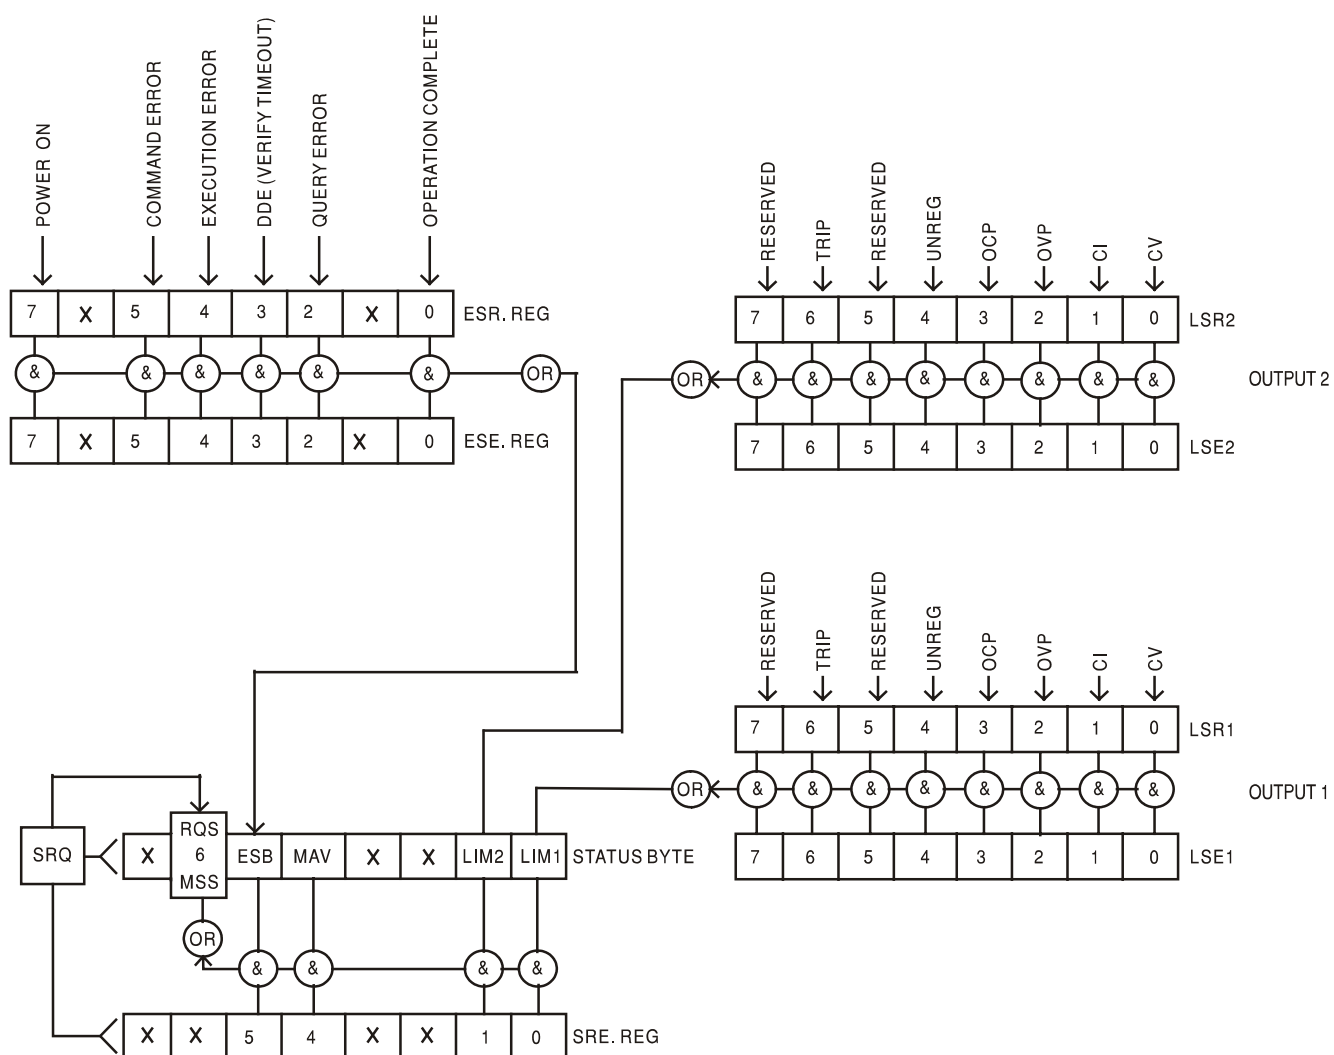 POWER ON
COMMAND ERROR
EXECUTION ERROR
DDE (VERIFY TIMEOUT)
QUERY ERROR
OPERATION COMPLETE
7 X 5 4 3 2 X 0 ESR. REG
& & & & & & OR
7 X 5 4 3 2 X 0 ESE. REG
RESERVED
TRIP
RESERVED
UNREG
OCP
OVP
CI
CV
7 6 5 4 3 2 1 0 LSR2
OR & & & & & & & & OUTPUT 2
7 6 5 4 3 2 1 0 LSE2
RESERVED
TRIP
RESERVED
UNREG
OCP
OVP
CI
CV
7 6 5 4 3 2 1 0 LSR1
OR & & & & & & & & OUTPUT 1
7 6 5 4 3 2 1 0 LSE1
SRQ
X
RQS
6
MSS
ESB MAV X X LIM2 LIM1 STATUS BYTE
OR
& & & &
X X 5 4 X X 1 0 SRE. REG